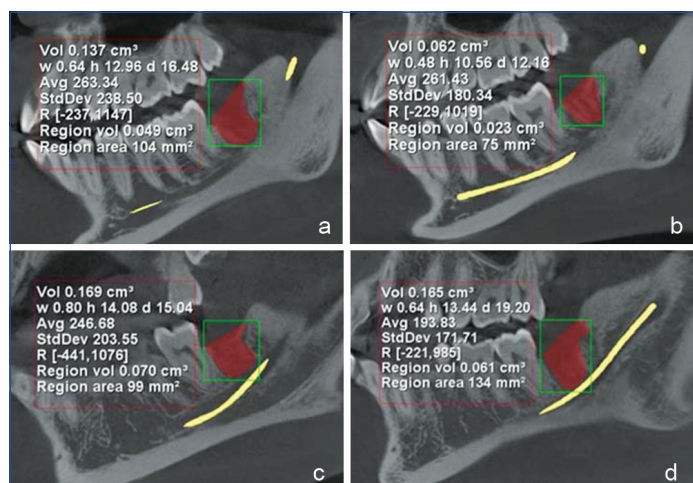 Vol 0.137 cm³
w 0.64 h 12.96 d 16.48
Avg 263.34
StdDev 238.50
R [-237,1147]
Region vol 0.049 cm³
Region area 104 mm²
a
Vol 0.062 cm³
w 0.48 h 10.56 d 12.16
Avg 261.43
StdDev 180.34
R [-229,1019]
Region vol 0.023 cm³
Region area 75 mm²
b
Vol 0.169 cm³
w 0.80 h 14.08 d 15.04
Avg 246.68
StdDev 203.55
R [-441,1076]
Region vol 0.070 cm³
Region area 99 mm²
c
Vol 0.165 cm³
w 0.64 h 13.44 d 19.20
Avg 193.83
StdDev 171.71
R [-221,985]
Region vol 0.061 cm³
Region area 134 mm²
d